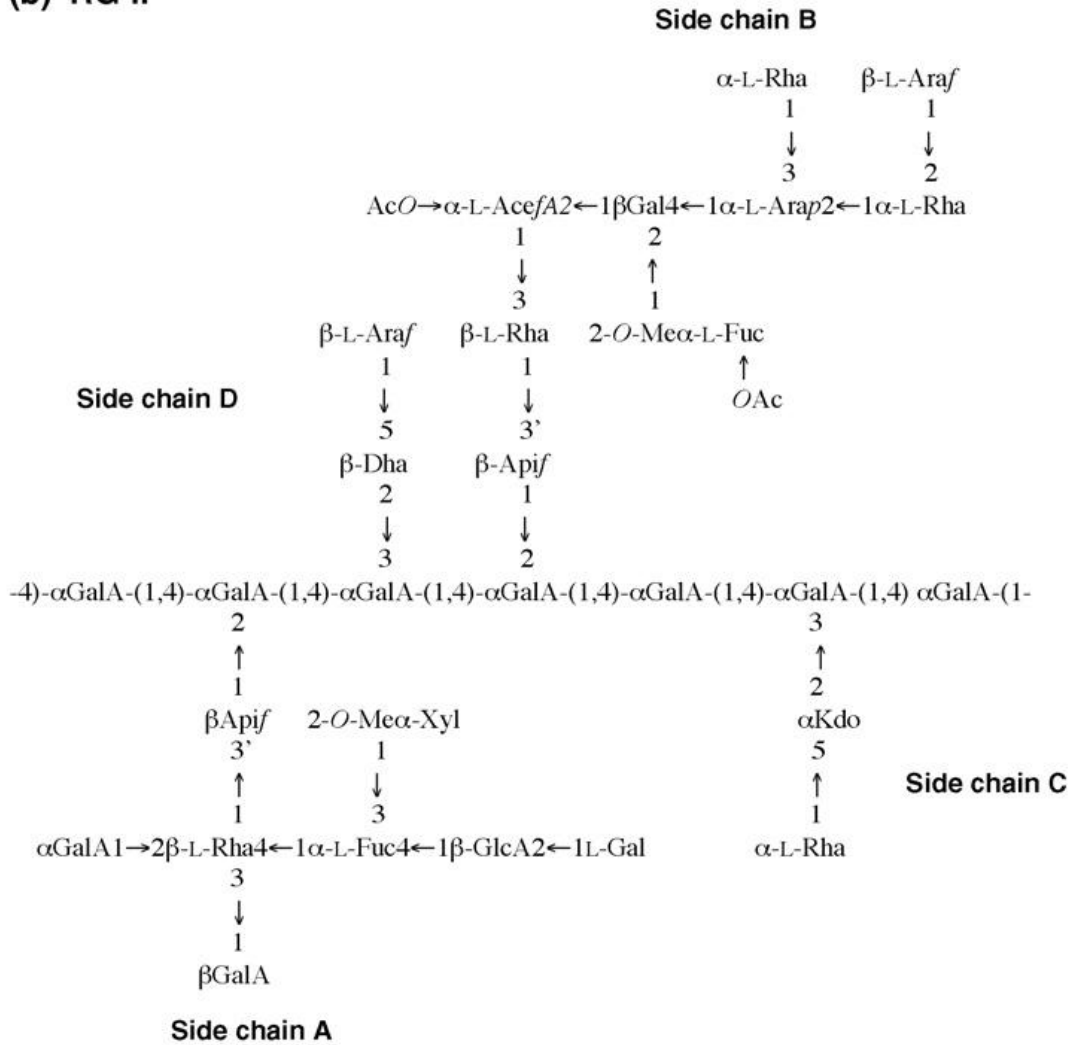 (b) RG II
Side chain B
α-L-Rha β-L-Araf
1 1
↓ ↓
3 2
AcO→α-L-AcefA2←1βGal4←1α-L-Arap2←1α-L-Rha
1 2
↓ ↑
3 1
β-L-Araf β-L-Rha 2-O-Meα-L-Fuc
1 1 ↑
Side chain D ↓ ↓ OAc
5 3’
β-Dha β-Apif
2 1
↓ ↓
3 2
-4)-αGalA-(1,4)-αGalA-(1,4)-αGalA-(1,4)-αGalA-(1,4)-αGalA-(1,4)-αGalA-(1,4) αGalA-(1-
2 3
↑ ↑
1 2
βApif 2-O-Meα-Xyl αKdo
3’ 1 5
↑ ↓ ↑ Side chain C
1 3 1
αGalA1→2β-L-Rha4←1α-L-Fuc4←1β-GlcA2←1L-Gal α-L-Rha
3
↓
1
βGalA
Side chain A